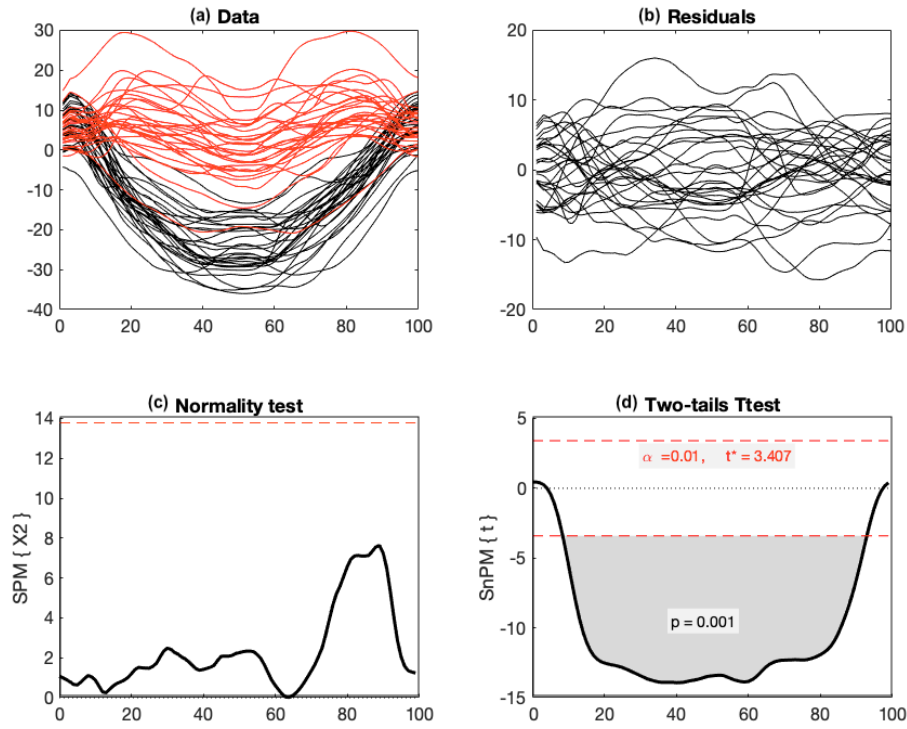 (a) Data
30
20
10
0
-10
-20
-30
-40
0 20 40 60 80 100
(b) Residuals
20
10
0
-10
-20
0 20 40 60 80 100
(c) Normality test
SPM { X2 }
14
12
10
8
6
4
2
0
0 20 40 60 80 100
(d) Two-tails Ttest
SnPM { t }
5
0
-5
-10
-15
α =0.01, t* = 3.407
p = 0.001
0 20 40 60 80 100